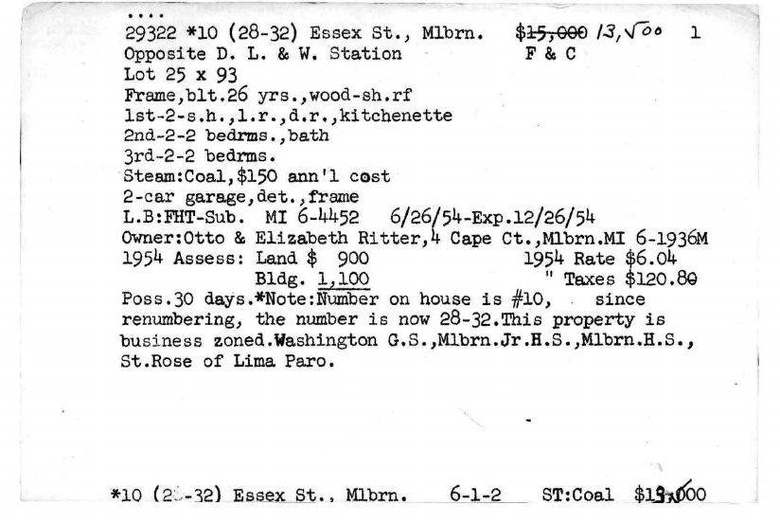 ....
29322 *10 (28-32) Essex St., Mlbrn. $15,000 13,500 1
Opposite D. L. & W. Station F & C
Lot 25 x 93
Frame,blt.26 yrs.,wood-sh.rf
1st-2-s.h.,l.r.,d.r.,kitchenette
2nd-2-2 bedrms.,bath
3rd-2-2 bedrms.
Steam:Coal,$150 ann'l cost
2-car garage,det.,frame
L.B:FHT-Sub. MI 6-4452 6/26/54-Exp.12/26/54
Owner:Otto & Elizabeth Ritter,4 Cape Ct.,Mlbrn.MI 6-1936M
1954 Assess: Land $ 900 1954 Rate $6.04
Bldg. 1,100 " Taxes $120.80
Poss.30 days.*Note:Number on house is #10, since
renumbering, the number is now 28-32.This property is
business zoned.Washington G.S.,Mlbrn.Jr.H.S.,Mlbrn.H.S.,
St.Rose of Lima Paro.
*10 (28-32) Essex St., Mlbrn. 6-1-2 ST:Coal